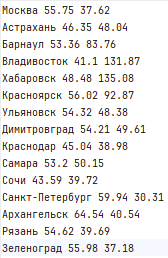 Москва 55.75 37.62
Астрахань 46.35 48.04
Барнаул 53.36 83.76
Владивосток 41.1 131.87
Хабаровск 48.48 135.08
Красноярск 56.02 92.87
Ульяновск 54.32 48.38
Димитровград 54.21 49.61
Краснодар 45.04 38.98
Самара 53.2 50.15
Сочи 43.59 39.72
Санкт-Петербург 59.94 30.31
Архангельск 64.54 40.54
Рязань 54.62 39.69
Зеленоград 55.98 37.18